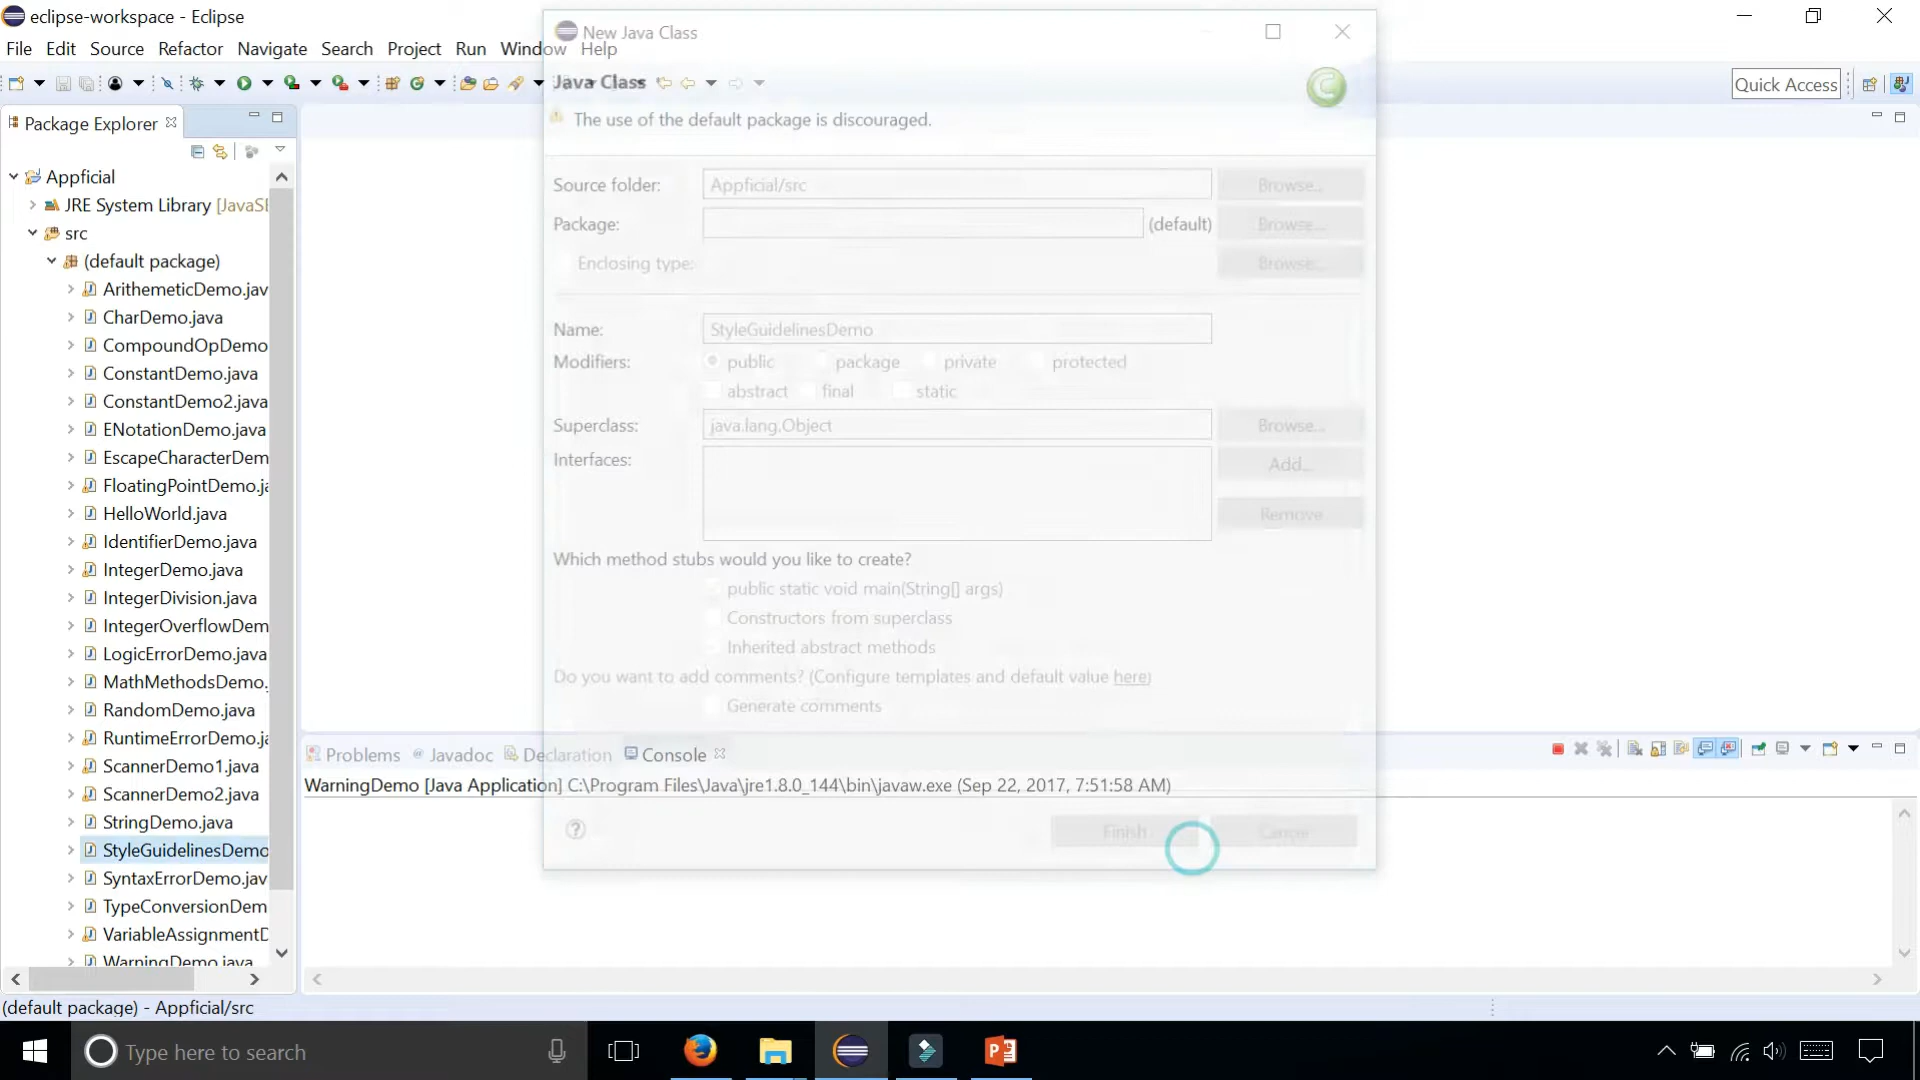 eclipse-workspace - Eclipse
File Edit Source Refactor Navigate Search Project Run Window Help
New Java Class
Java Class
The use of the default package is discouraged.
Quick Access
Package Explorer
Appficial
JRE System Library [JavaSE
src
(default package)
ArithemeticDemo.jav
CharDemo.java
CompoundOpDemo
ConstantDemo.java
ConstantDemo2.java
ENotationDemo.java
EscapeCharacterDem
FloatingPointDemo.ja
HelloWorld.java
IdentifierDemo.java
IntegerDemo.java
IntegerDivision.java
IntegerOverflowDem
LogicErrorDemo.java
MathMethodsDemo.
RandomDemo.java
RuntimeErrorDemo.ja
ScannerDemo1.java
ScannerDemo2.java
StringDemo.java
StyleGuidelinesDemo
SyntaxErrorDemo.jav
TypeConversionDem
VariableAssignmentD
WarningDemo.java
Source folder: Appficial/src Browse...
Package: (default) Browse...
Enclosing type: Browse...
Name: StyleGuidelinesDemo
Modifiers: public package private protected
abstract final static
Superclass: java.lang.Object Browse...
Interfaces: Add...
Remove
Which method stubs would you like to create?
public static void main(String[] args)
Constructors from superclass
Inherited abstract methods
Do you want to add comments? (Configure templates and default value here)
Generate comments
Finish Cancel
Problems @ Javadoc Declaration Console
WarningDemo [Java Application] C:\Program Files\Java\jre1.8.0_144\bin\javaw.exe (Sep 22, 2017, 7:51:58 AM)
(default package) - Appficial/src
Type here to search